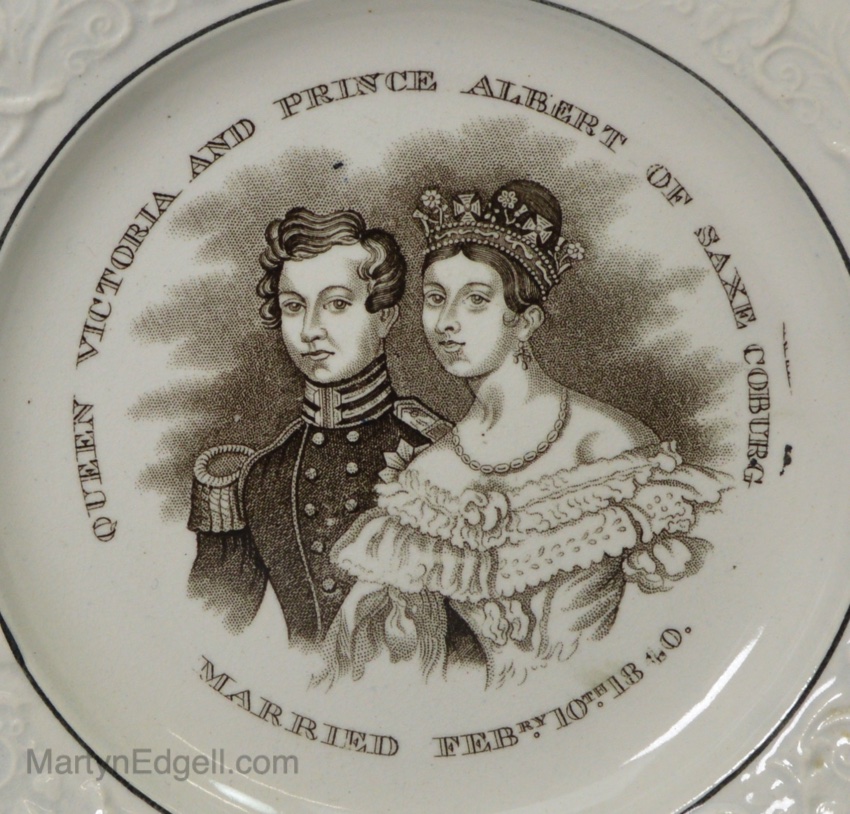 QUEEN VICTORIA AND PRINCE ALBERT OF SAXE COBURG
MARRIED FEBRY. 10TH. 1840.
MartynEdgell.com